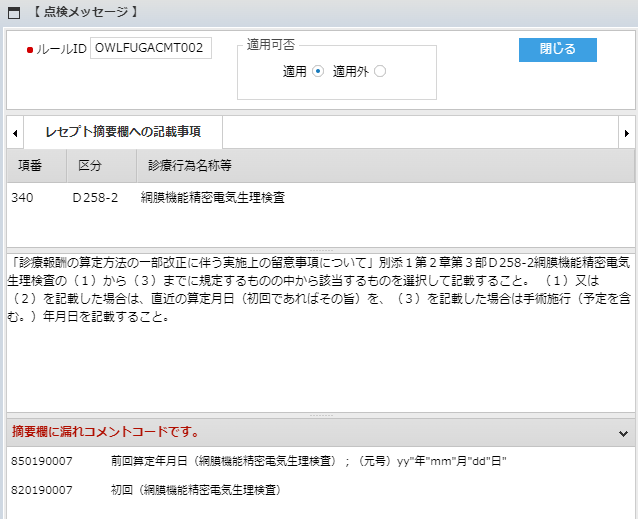 【 点検メッセージ 】
● ルールID OWLFUGACMT002
適用可否
適用 適用外
閉じる
レセプト摘要欄への記載事項
項番 区分 診療行為名称等
340 D258-2 網膜機能精密電気生理検査
「診療報酬の算定方法の一部改正に伴う実施上の留意事項について」別添１第２章第３部Ｄ258-2網膜機能精密電気
生理検査の（１）から（３）までに規定するものの中から該当するものを選択して記載すること。 （１）又は
（２）を記載した場合は、直近の算定月日（初回であればその旨）を、（３）を記載した場合は手術施行（予定を含
む。）年月日を記載すること。
摘要欄に漏れコメントコードです。
850190007 前回算定年月日（網膜機能精密電気生理検査）；（元号）yy"年"mm"月"dd"日"
820190007 初回（網膜機能精密電気生理検査）